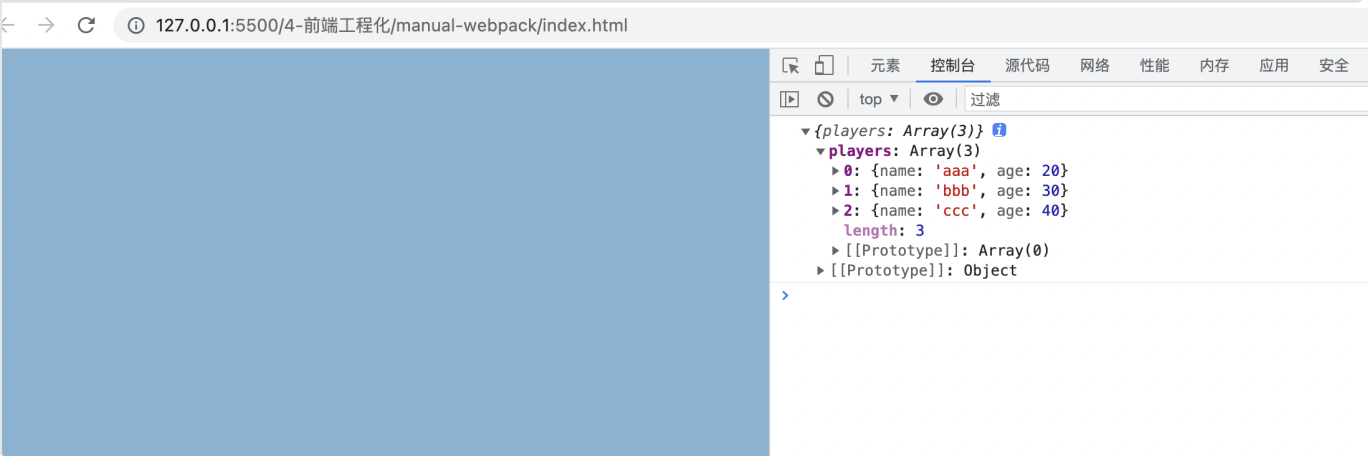 127.0.0.1:5500/4-前端工程化/manual-webpack/index.html
元素 控制台 源代码 网络 性能 内存 应用 安全
top 过滤
{players: Array(3)} i
players: Array(3)
0: {name: 'aaa', age: 20}
1: {name: 'bbb', age: 30}
2: {name: 'ccc', age: 40}
length: 3
[[Prototype]]: Array(0)
[[Prototype]]: Object